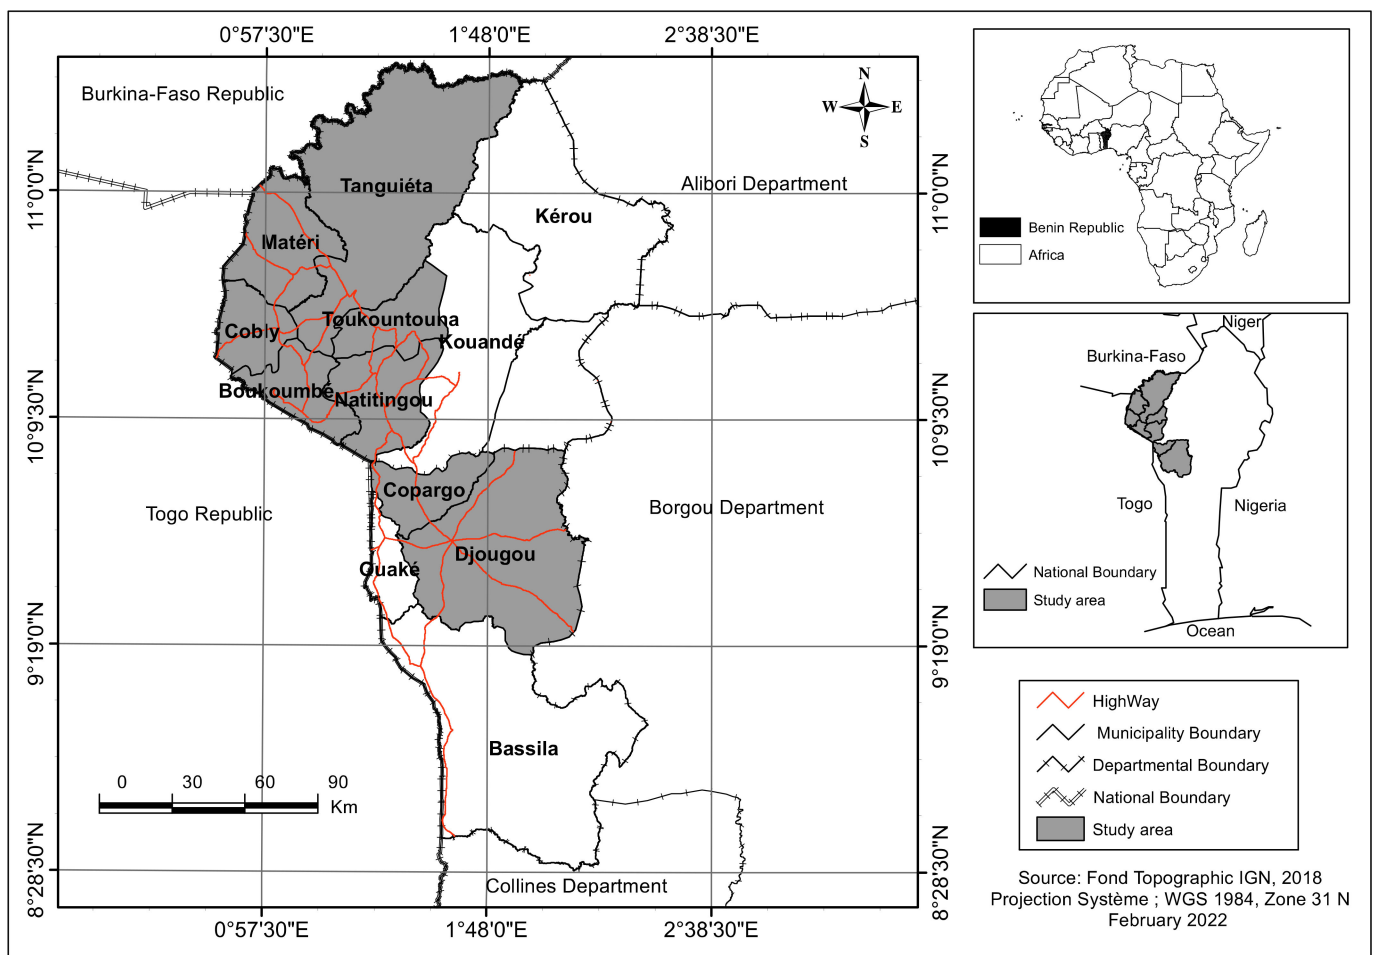 0°57'30"E
1°48'0"E
2°38'30"E
Burkina-Faso Republic
N
W
E
S
11°0'0"N
11°0'0"N
Tanguiéta
Alibori Department
Kérou
Matéri
Toukountouna
Cobly
Kouandé
Boukoumbé
Natitingou
10°9'30"N
10°9'30"N
Copargo
Togo Republic
Borgou Department
Djougou
Ouaké
9°19'0"N
9°19'0"N
Bassila
0
30
60
90
Km
8°28'30"N
8°28'30"N
Collines Department
0°57'30"E
1°48'0"E
2°38'30"E
Benin Republic
Africa
Niger
Burkina-Faso
Togo
Nigeria
National Boundary
Study area
Ocean
HighWay
Municipality Boundary
Departmental Boundary
National Boundary
Study area
Source: Fond Topographic IGN, 2018
Projection Système ; WGS 1984, Zone 31 N
February 2022